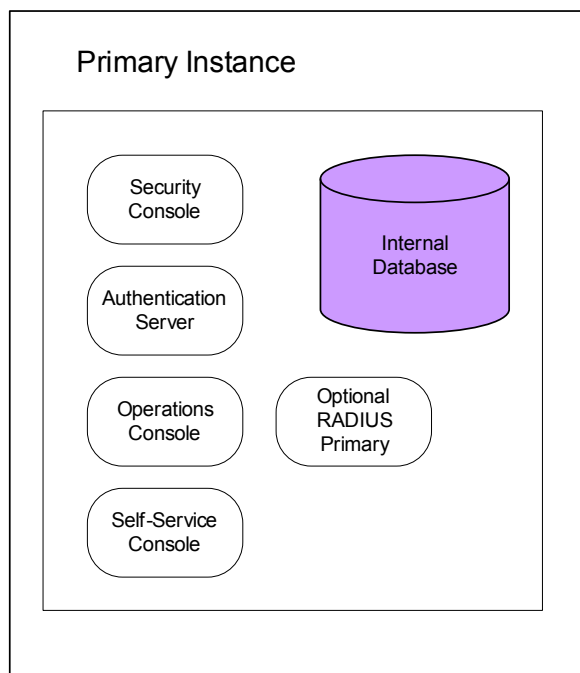 Primary Instance
Security
Console
Internal
Database
Authentication
Server
Operations
Console
Optional
RADIUS
Primary
Self-Service
Console